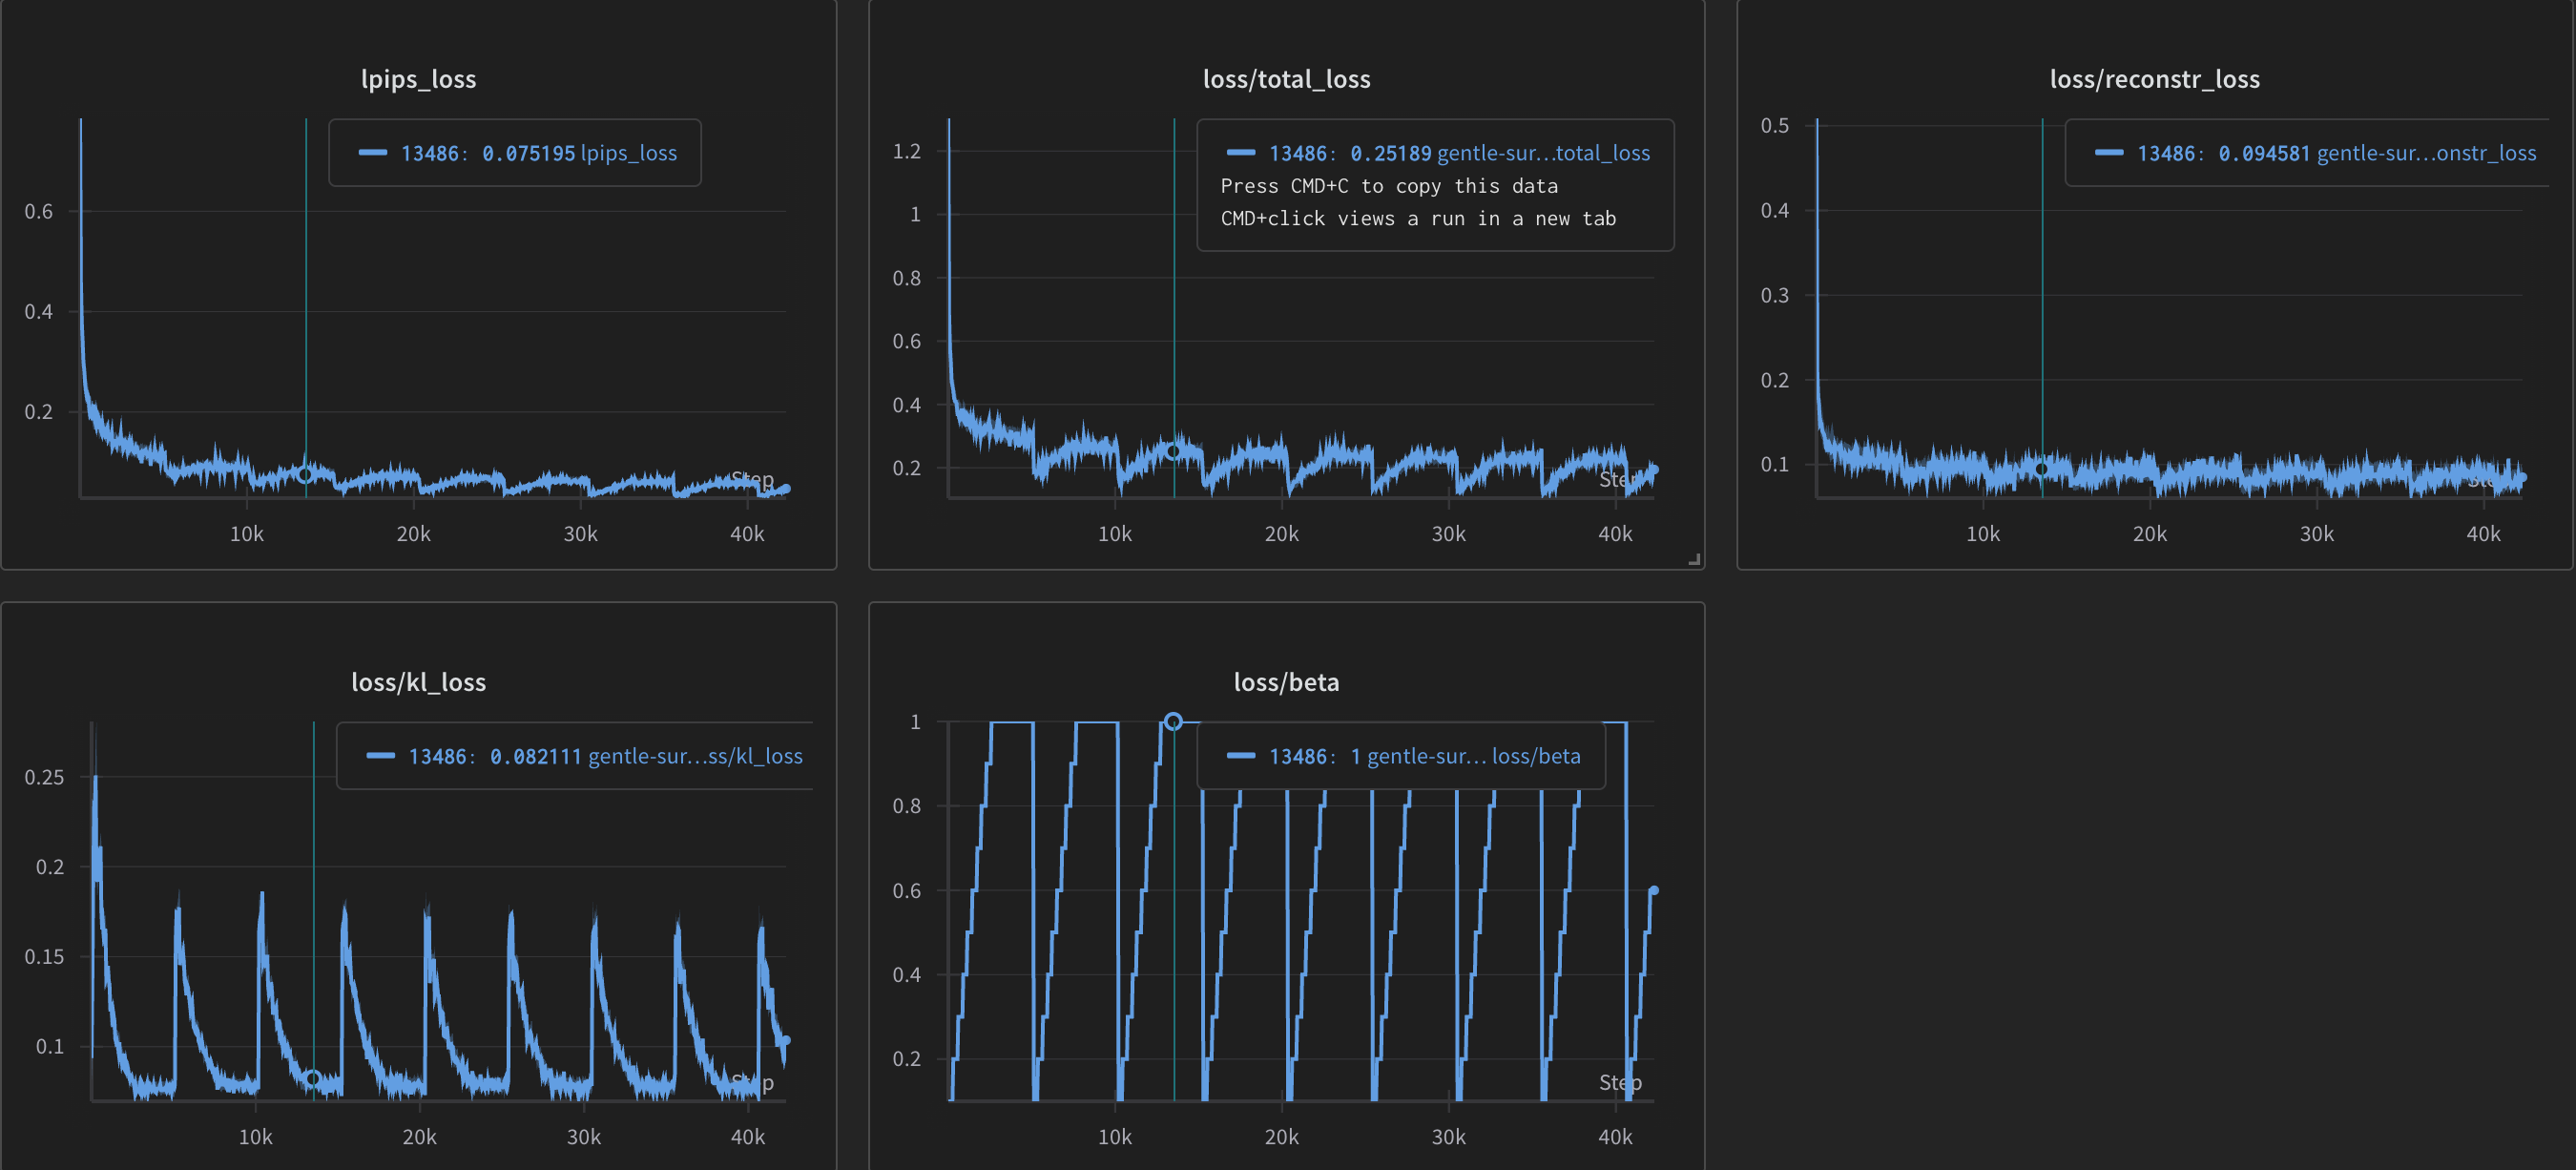 lpips_loss
13486: 0.075195 lpips_loss
0.6
0.4
0.2
Step
10k 20k 30k 40k
loss/total_loss
13486: 0.25189 gentle-sur...total_loss
Press CMD+C to copy this data
CMD+click views a run in a new tab
1.2
1
0.8
0.6
0.4
0.2
Step
10k 20k 30k 40k
loss/reconstr_loss
13486: 0.094581 gentle-sur...onstr_loss
0.5
0.4
0.3
0.2
0.1
Step
10k 20k 30k 40k
loss/kl_loss
13486: 0.082111 gentle-sur...ss/kl_loss
0.25
0.2
0.15
0.1
Step
10k 20k 30k 40k
loss/beta
13486: 1 gentle-sur... loss/beta
1
0.8
0.6
0.4
0.2
Step
10k 20k 30k 40k